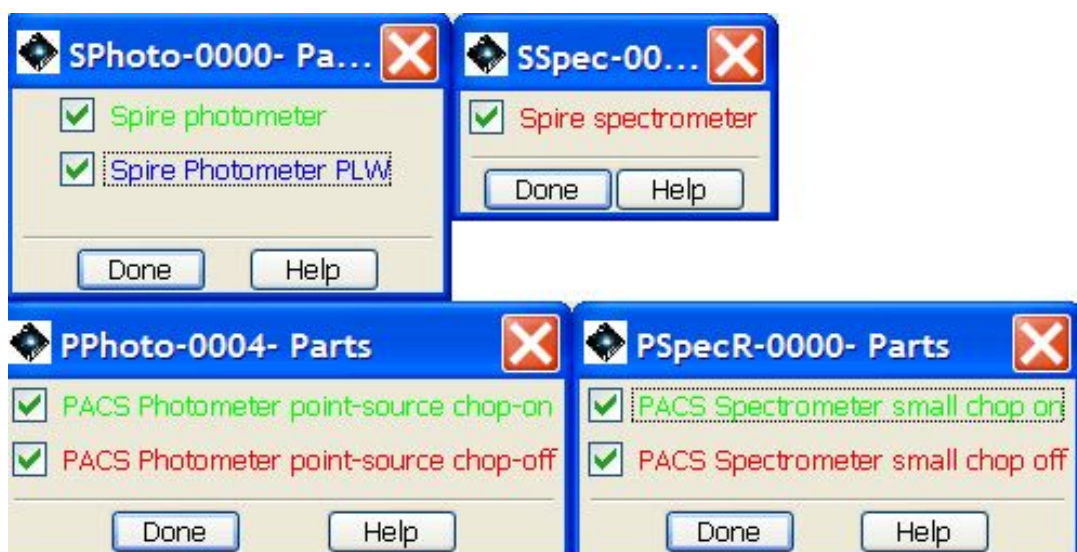 SPhoto-0000- Pa...
Spire photometer
Spire Photometer PLW
Done Help
SSpec-00...
Spire spectrometer
Done Help
PPhoto-0004- Parts
PACS Photometer point-source chop-on
PACS Photometer point-source chop-off
Done Help
PSpecR-0000- Parts
PACS Spectrometer small chop on
PACS Spectrometer small chop off
Done Help